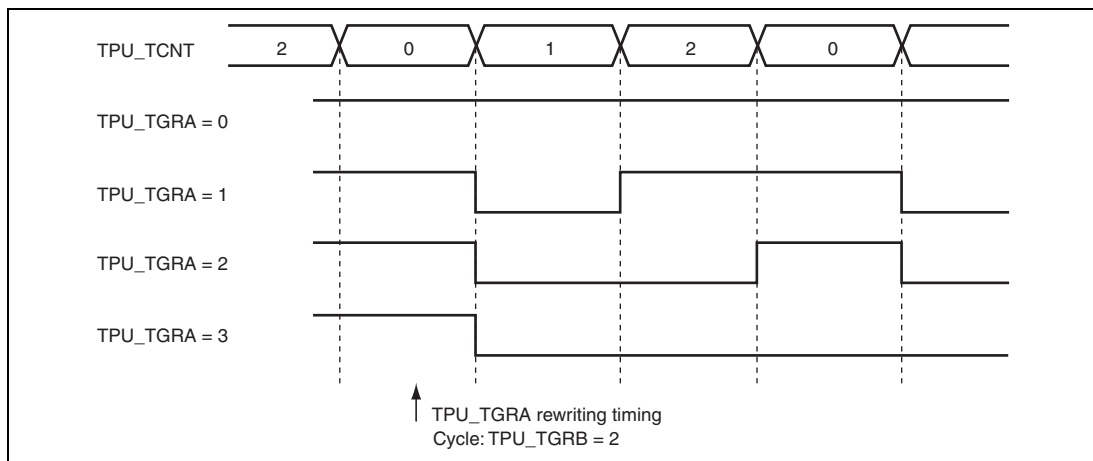 TPU_TCNT 2 0 1 2 0
TPU_TGRA = 0
TPU_TGRA = 1
TPU_TGRA = 2
TPU_TGRA = 3
TPU_TGRA rewriting timing
Cycle: TPU_TGRB = 2